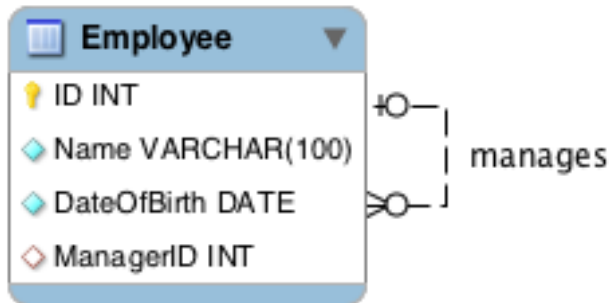 Employee
ID INT
Name VARCHAR(100)
manages
DateOfBirth DATE
ManagerID INT